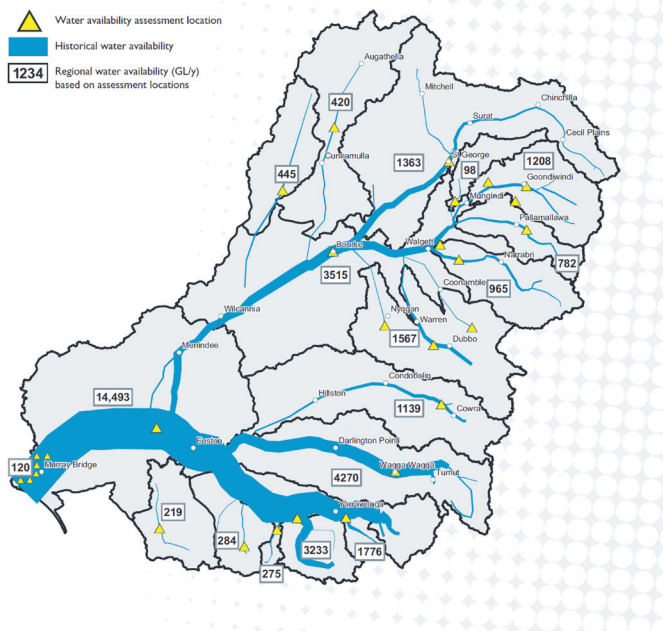 Water availability assessment location
Historical water availability
1234
Regional water availability (GL/y)
based on assessment locations
Augathella
Mitchell
420
Chinchilla
Surat
Cecil Plains
Cunnamulla
445
1363
St George
98
1208
Goondiwindi
Mungindi
Pallamallawa
Bourke
Walgett
782
3515
Narrabri
Coonamble
965
Wilcannia
Nyngan
Warren
1567
Dubbo
Menindee
Condobolin
Hillston
14,493
1139
Cowra
Euston
Darlington Point
120
Murray Bridge
Wagga Wagga
4270
Tumut
219
Yarrawonga
284
3233
1776
275